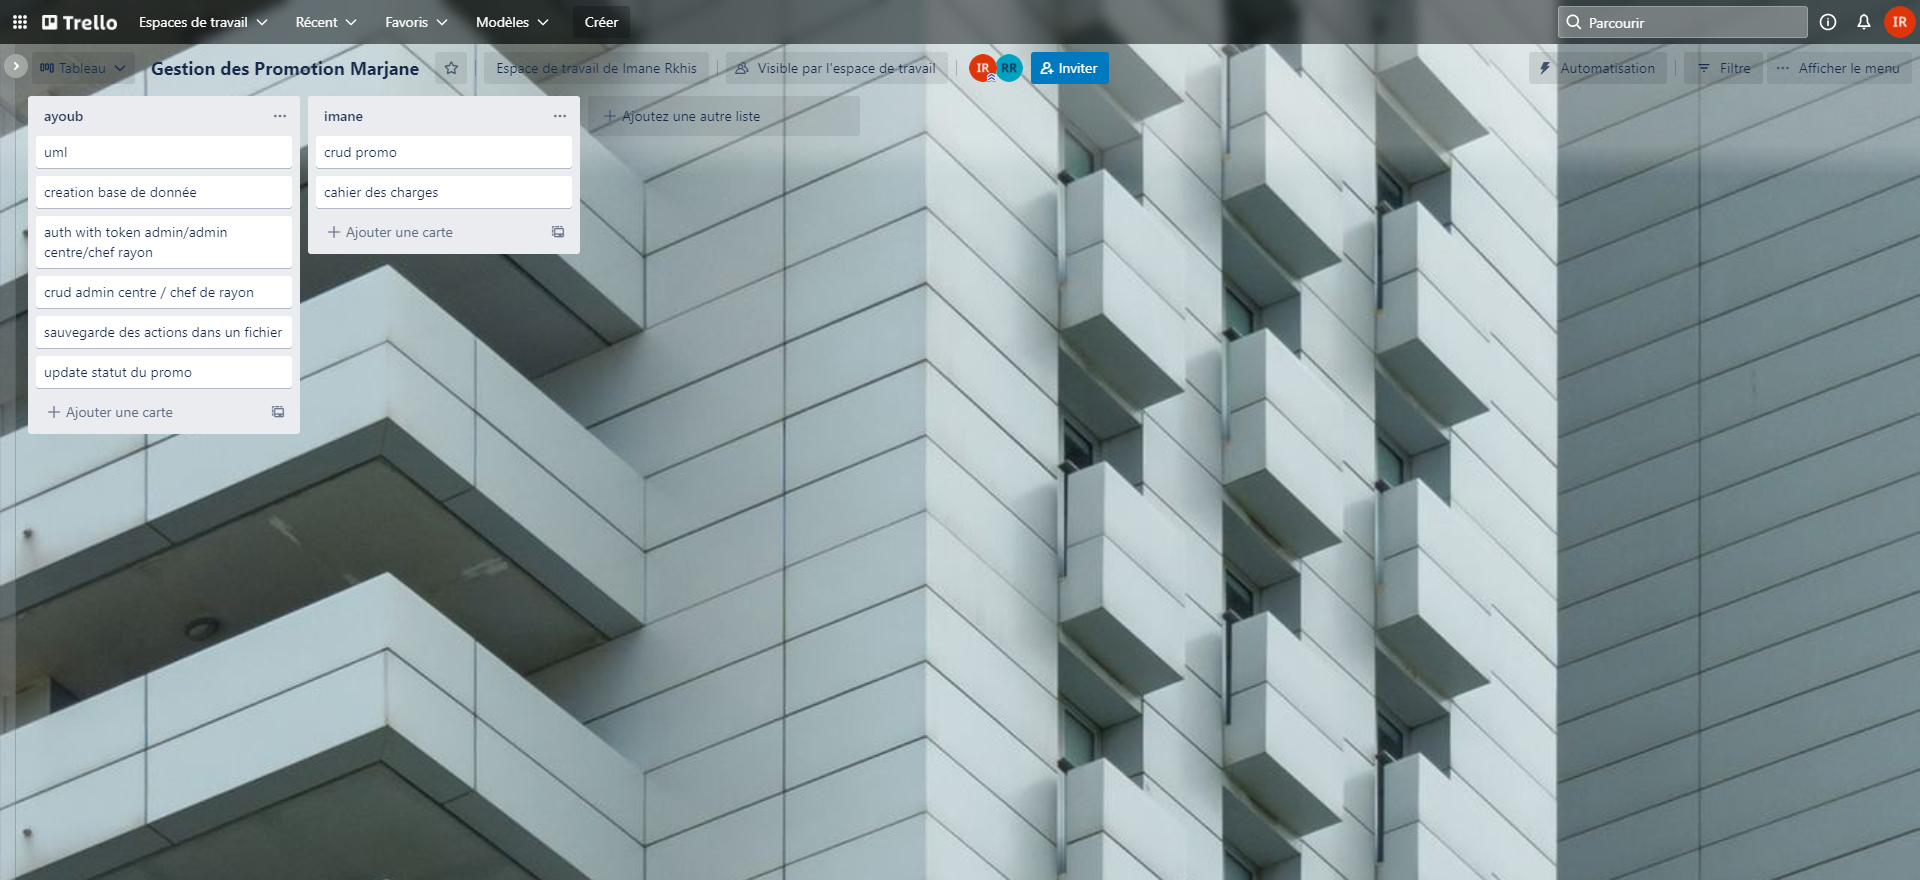 Trello
Espaces de travail
Récent
Favoris
Modèles
Créer
Parcourir
IR
Tableau
Gestion des Promotion Marjane
Espace de travail de Imane Rkhis
Visible par l'espace de travail
IR
RR
Inviter
Automatisation
Filtre
Afficher le menu
ayoub
uml
creation base de donnée
auth with token admin/admin
centre/chef rayon
crud admin centre / chef de rayon
sauvegarde des actions dans un fichier
update statut du promo
Ajouter une carte
imane
crud promo
cahier des charges
Ajouter une carte
Ajoutez une autre liste